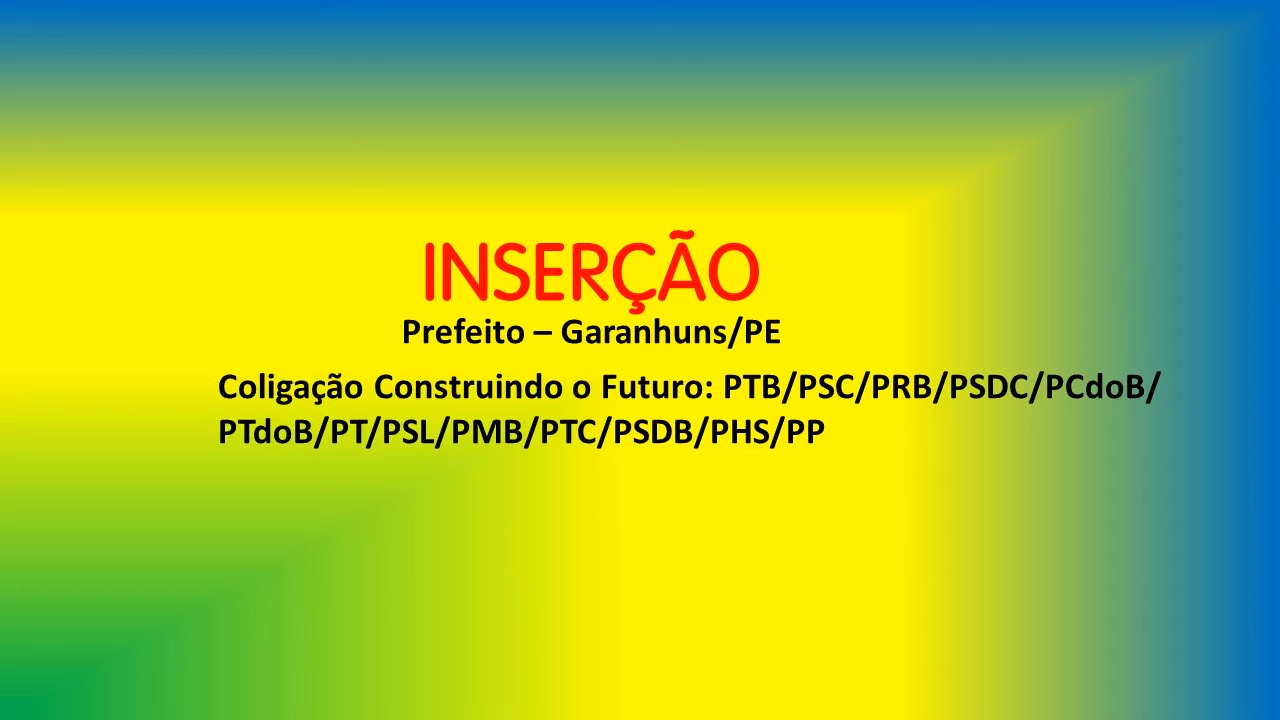 INSERÇÃO
Prefeito – Garanhuns/PE
Coligação Construindo o Futuro: PTB/PSC/PRB/PSDC/PCdoB/
PTdoB/PT/PSL/PMB/PTC/PSDB/PHS/PP